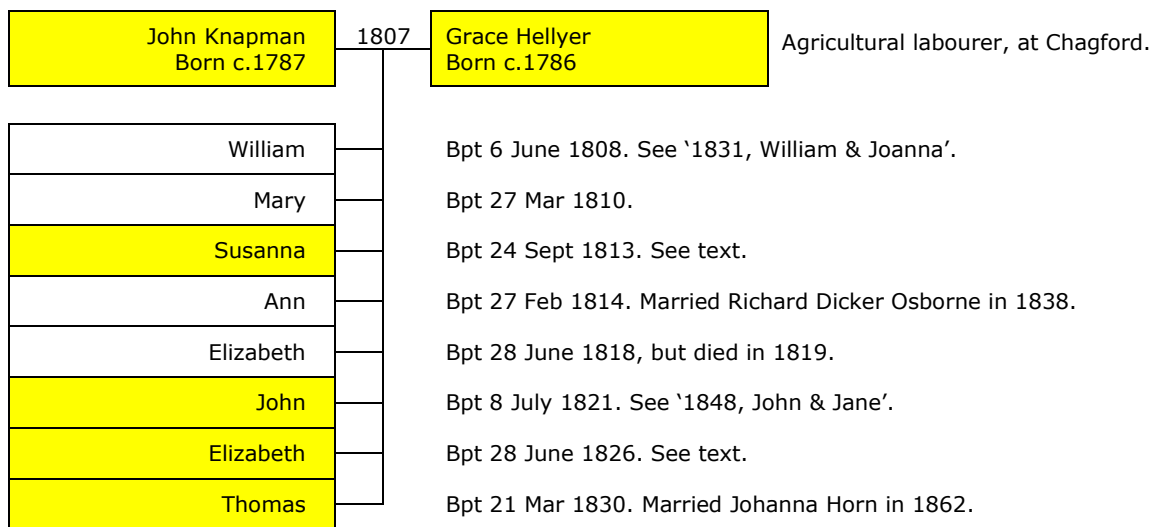 John Knapman 1807 Grace Hellyer Agricultural labourer, at Chagford.
Born c.1787 Born c.1786
William Bpt 6 June 1808. See ‘1831, William & Joanna’.
Mary Bpt 27 Mar 1810.
Susanna Bpt 24 Sept 1813. See text.
Ann Bpt 27 Feb 1814. Married Richard Dicker Osborne in 1838.
Elizabeth Bpt 28 June 1818, but died in 1819.
John Bpt 8 July 1821. See ‘1848, John & Jane’.
Elizabeth Bpt 28 June 1826. See text.
Thomas Bpt 21 Mar 1830. Married Johanna Horn in 1862.